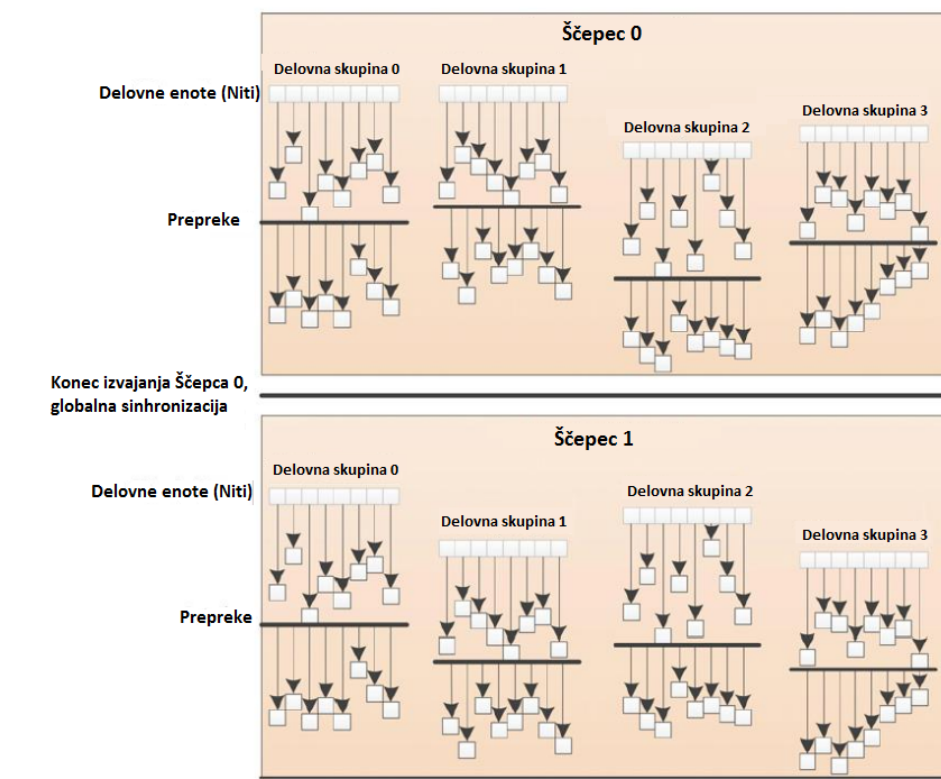 Ščepec 0
Delovna skupina 0
Delovna skupina 1
Delovne enote (Niti)
Delovna skupina 2
Delovna skupina 3
Prepreke
Konec izvajanja Ščepca 0,
globalna sinhronizacija
Ščepec 1
Delovna skupina 0
Delovne enote (Niti)
Delovna skupina 1
Delovna skupina 2
Delovna skupina 3
Prepreke